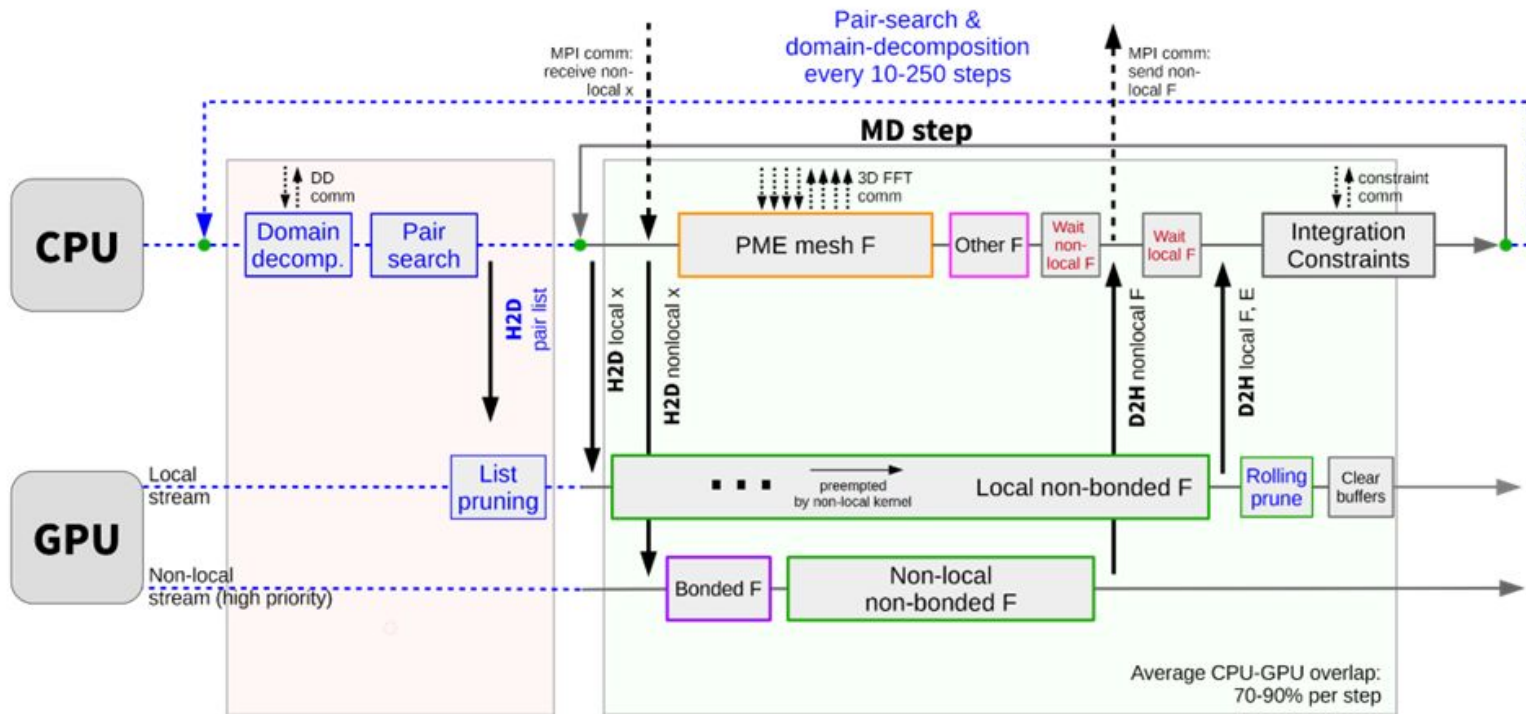 Pair-search &
domain-decomposition
every 10-250 steps
MPI comm:
receive non-
local x
MPI comm:
send non-
local F
MD step
DD
comm
3D FFT
comm
constraint
comm
CPU
Domain
decomp.
Pair
search
PME mesh F
Other F
Wait
non-
local F
Wait
local F
Integration
Constraints
H2D
pair list
H2D local x
H2D nonlocal x
D2H nonlocal F
D2H local F, E
GPU
Local
stream
List
pruning
preempted
by non-local kernel
Local non-bonded F
Rolling
prune
Clear
buffers
Non-local
stream (high priority)
Bonded F
Non-local
non-bonded F
Average CPU-GPU overlap:
70-90% per step